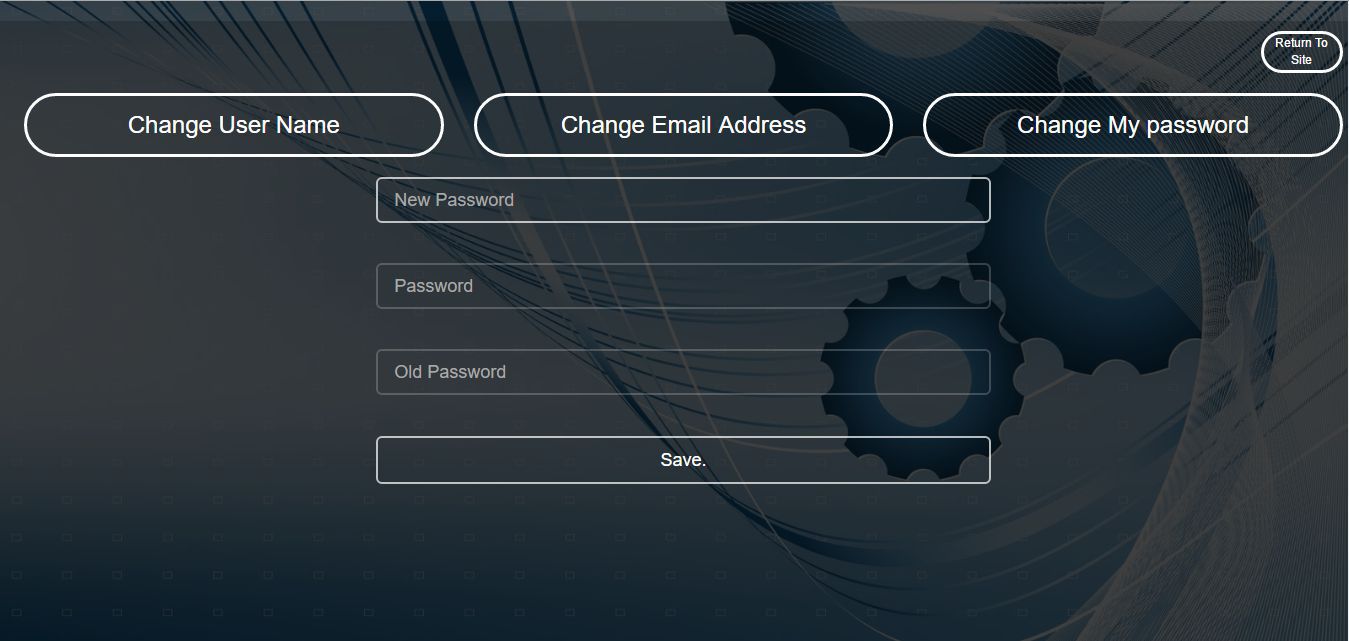 Return To
Site
Change User Name
Change Email Address
Change My password
New Password
Password
Old Password
Save.